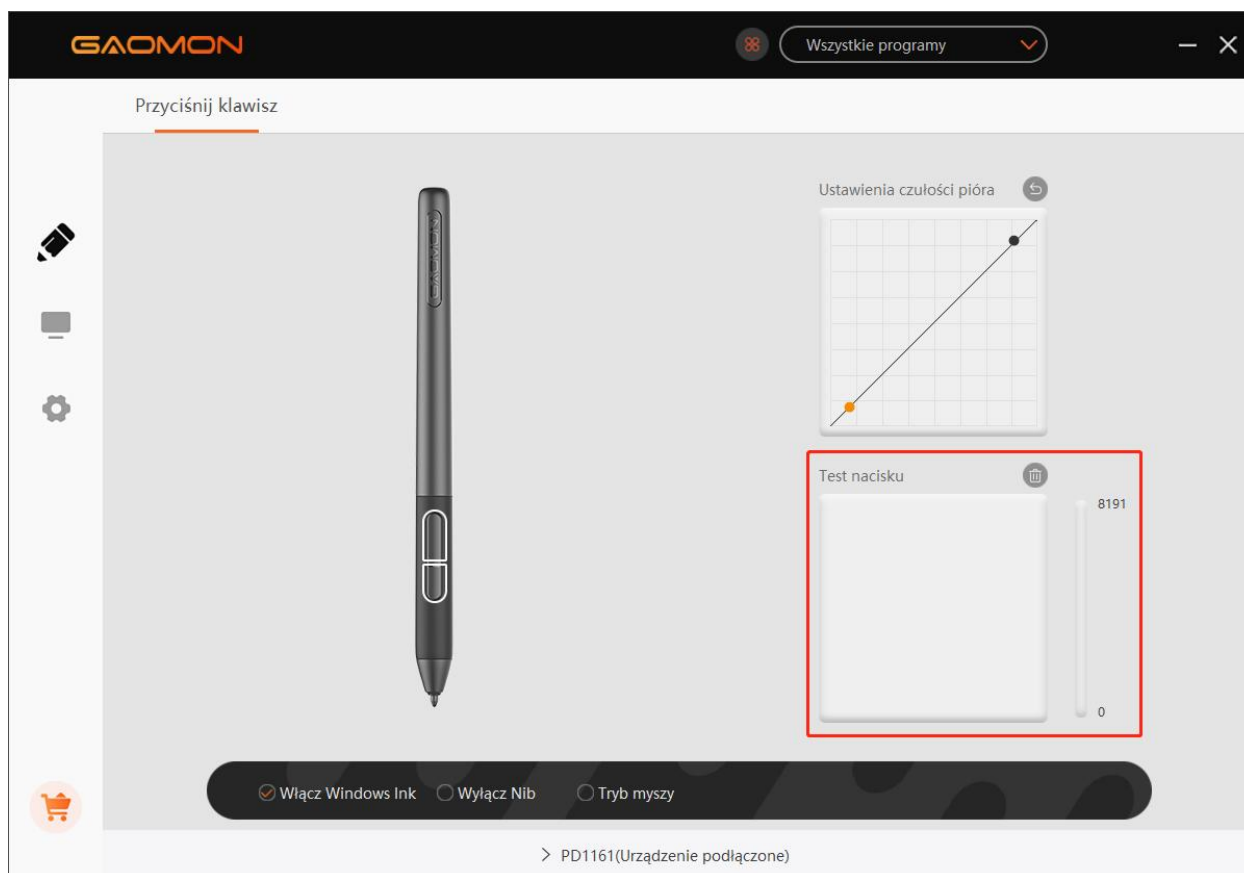 GAOMON
Wszystkie programy
Przyciśnij klawisz
GAOMON
Ustawienia czułości pióra
Test nacisku
8191
0
Włącz Windows Ink
Wyłącz Nib
Tryb myszy
PD1161(Urządzenie podłączone)